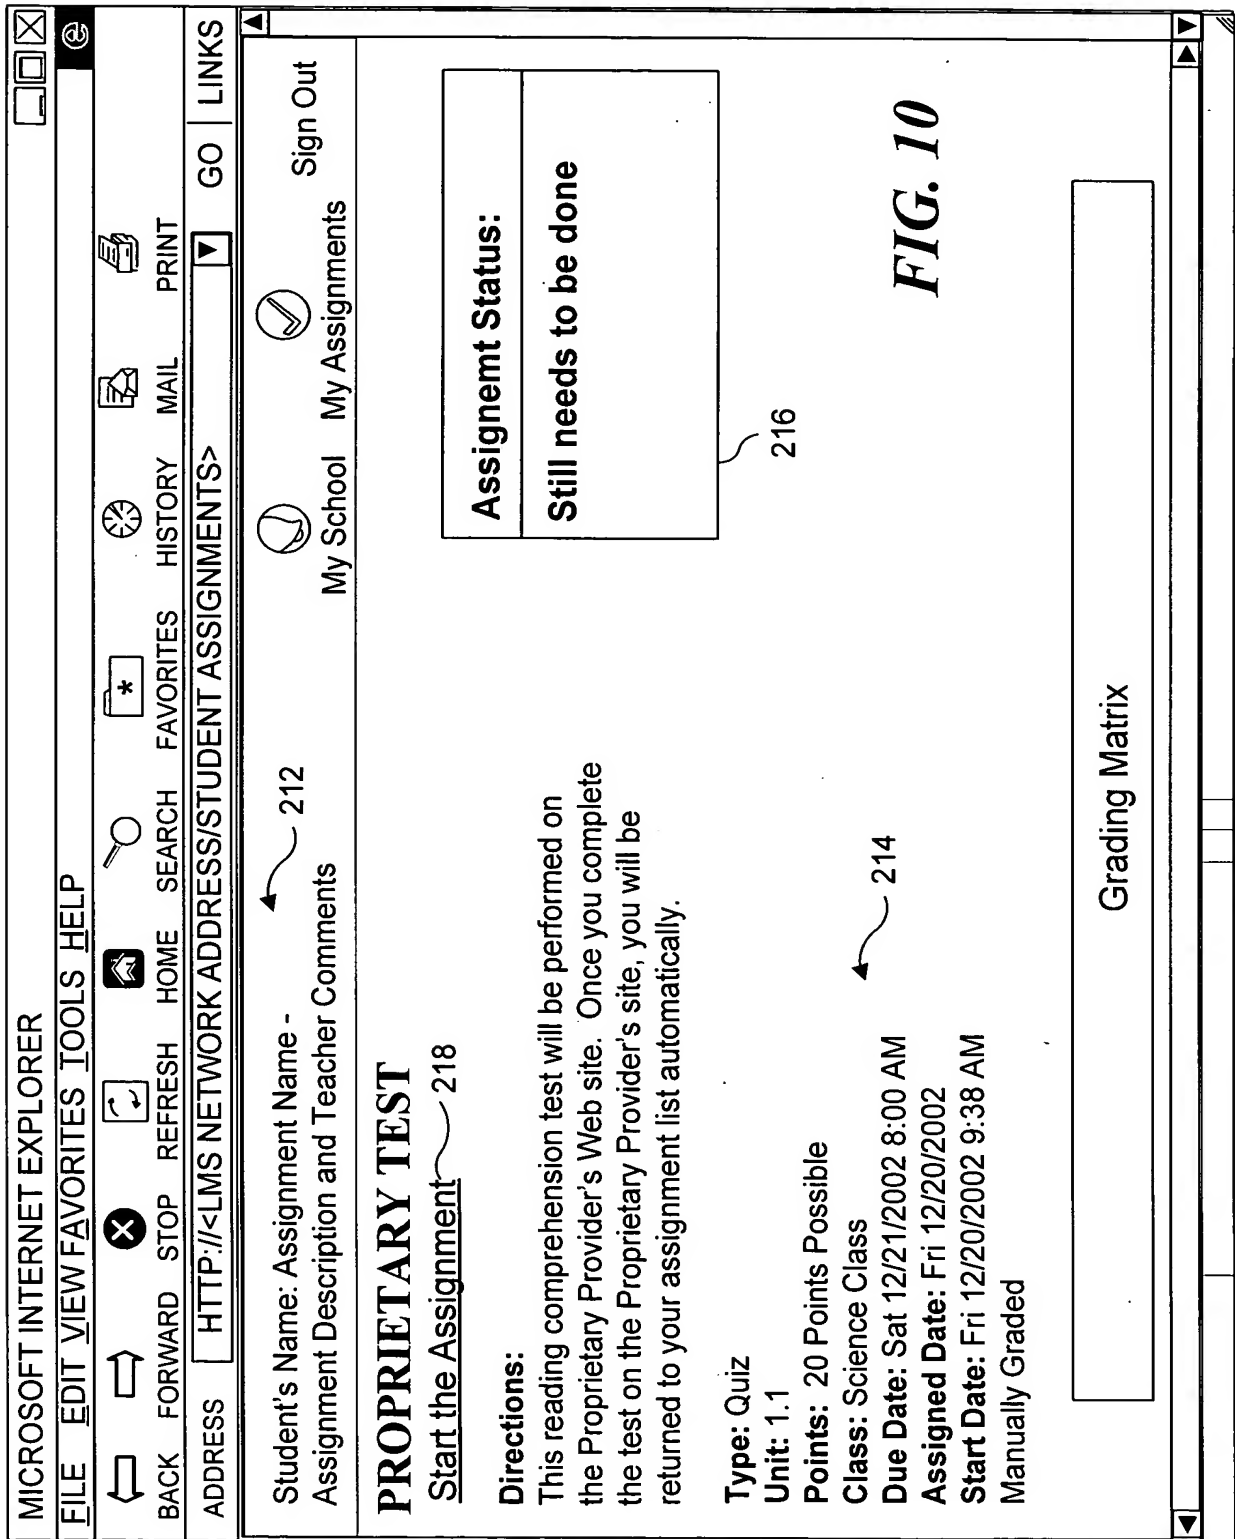 MICROSOFT INTERNET EXPLORER
FILE EDIT VIEW FAVORITES TOOLS HELP
e
BACK FORWARD STOP REFRESH HOME SEARCH FAVORITES HISTORY MAIL PRINT
ADDRESS HTTP://<LMS NETWORK ADDRESS/STUDENT ASSIGNMENTS> GO LINKS
Student's Name: Assignment Name -
Assignment Description and Teacher Comments
212
My School My Assignments Sign Out
PROPRIETARY TEST
Start the Assignment 218
Directions:
This reading comprehension test will be performed on
the Proprietary Provider's Web site. Once you complete
the test on the Proprietary Provider's site, you will be
returned to your assignment list automatically.
Assignemt Status:
Still needs to be done
216
Type: Quiz
Unit: 1.1
Points: 20 Points Possible
Class: Science Class
214
Due Date: Sat 12/21/2002 8:00 AM
Assigned Date: Fri 12/20/2002
Start Date: Fri 12/20/2002 9:38 AM
Manually Graded
FIG. 10
Grading Matrix